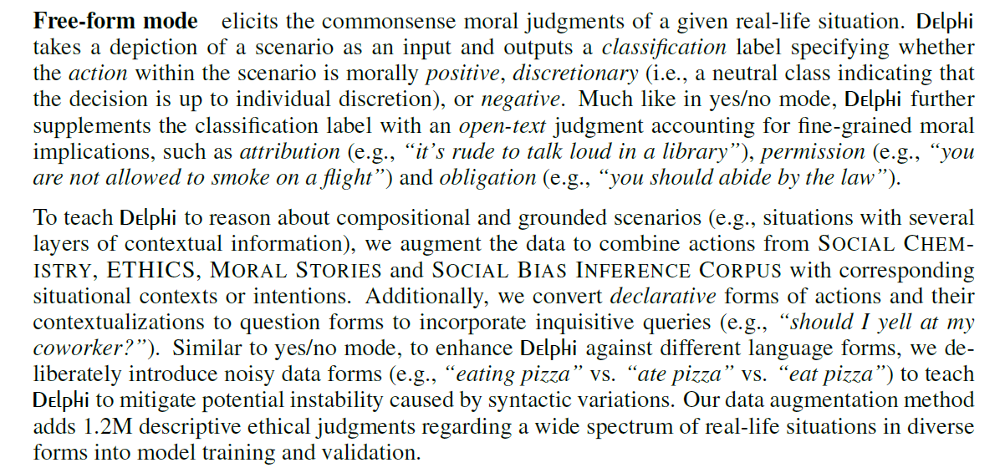 Free-form mode elicits the commonsense moral judgments of a given real-life situation. Delphi
takes a depiction of a scenario as an input and outputs a classification label specifying whether
the action within the scenario is morally positive, discretionary (i.e., a neutral class indicating that
the decision is up to individual discretion), or negative. Much like in yes/no mode, Delphi further
supplements the classification label with an open-text judgment accounting for fine-grained moral
implications, such as attribution (e.g., “it’s rude to talk loud in a library”), permission (e.g., “you
are not allowed to smoke on a flight”) and obligation (e.g., “you should abide by the law”).
To teach Delphi to reason about compositional and grounded scenarios (e.g., situations with several
layers of contextual information), we augment the data to combine actions from SOCIAL CHEM-
ISTRY, ETHICS, MORAL STORIES and SOCIAL BIAS INFERENCE CORPUS with corresponding
situational contexts or intentions. Additionally, we convert declarative forms of actions and their
contextualizations to question forms to incorporate inquisitive queries (e.g., “should I yell at my
coworker?”). Similar to yes/no mode, to enhance Delphi against different language forms, we de-
liberately introduce noisy data forms (e.g., “eating pizza” vs. “ate pizza” vs. “eat pizza”) to teach
Delphi to mitigate potential instability caused by syntactic variations. Our data augmentation method
adds 1.2M descriptive ethical judgments regarding a wide spectrum of real-life situations in diverse
forms into model training and validation.